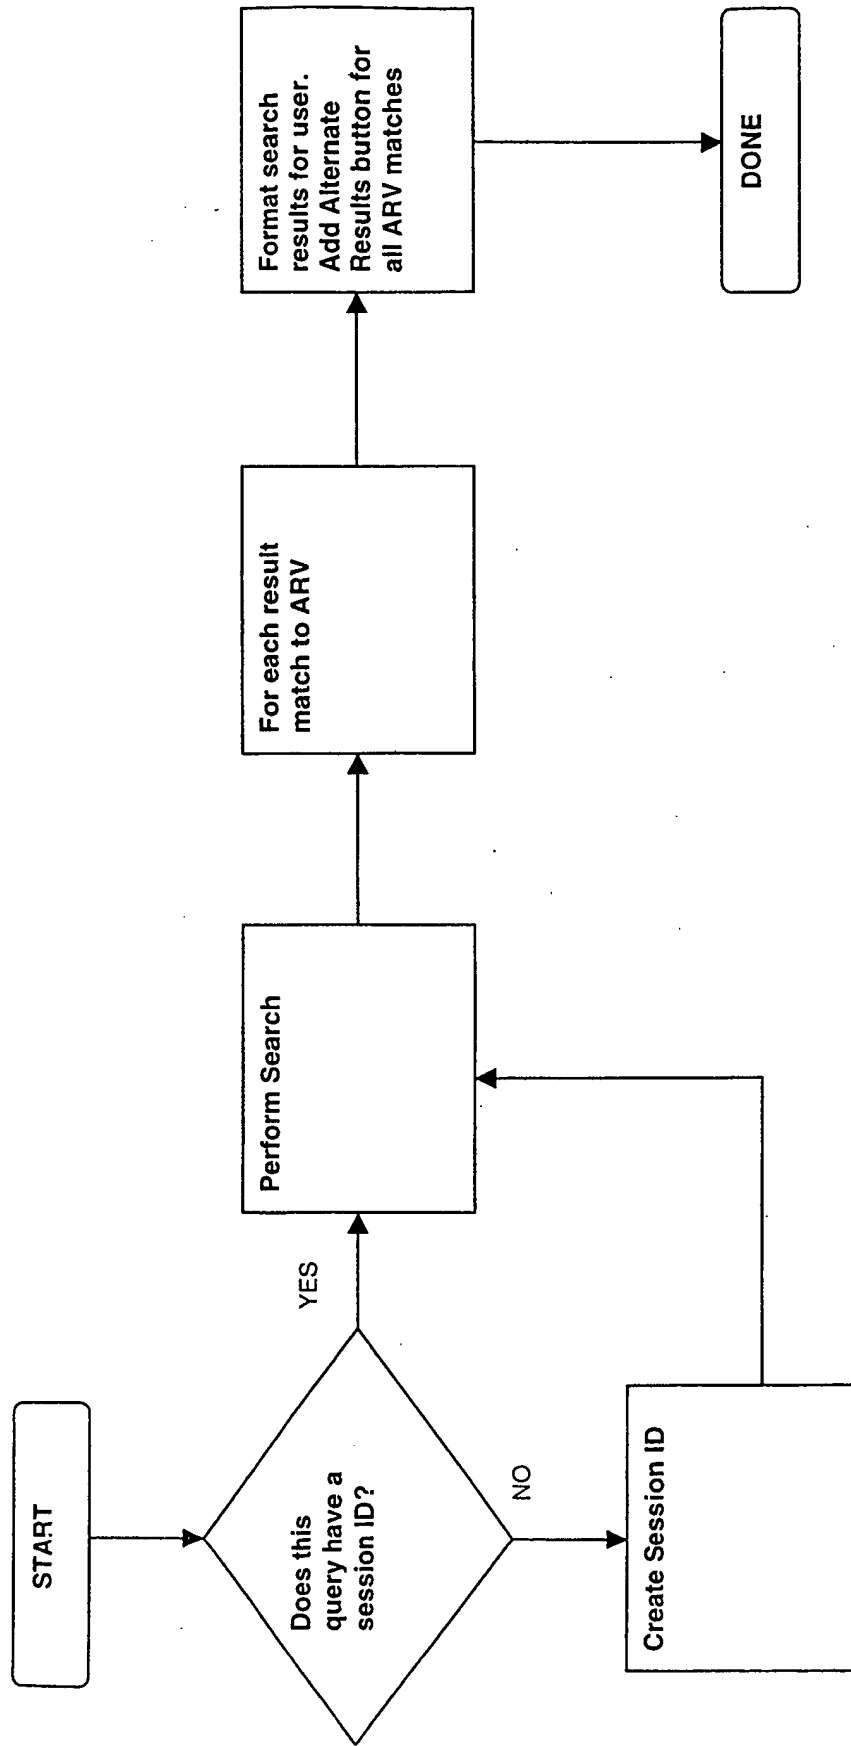 START
Does this
query have a
session ID?
YES
NO
Create Session ID
Perform Search
For each result
match to ARV
Format search
results for user.
Add Alternate
Results button for
all ARV matches
DONE